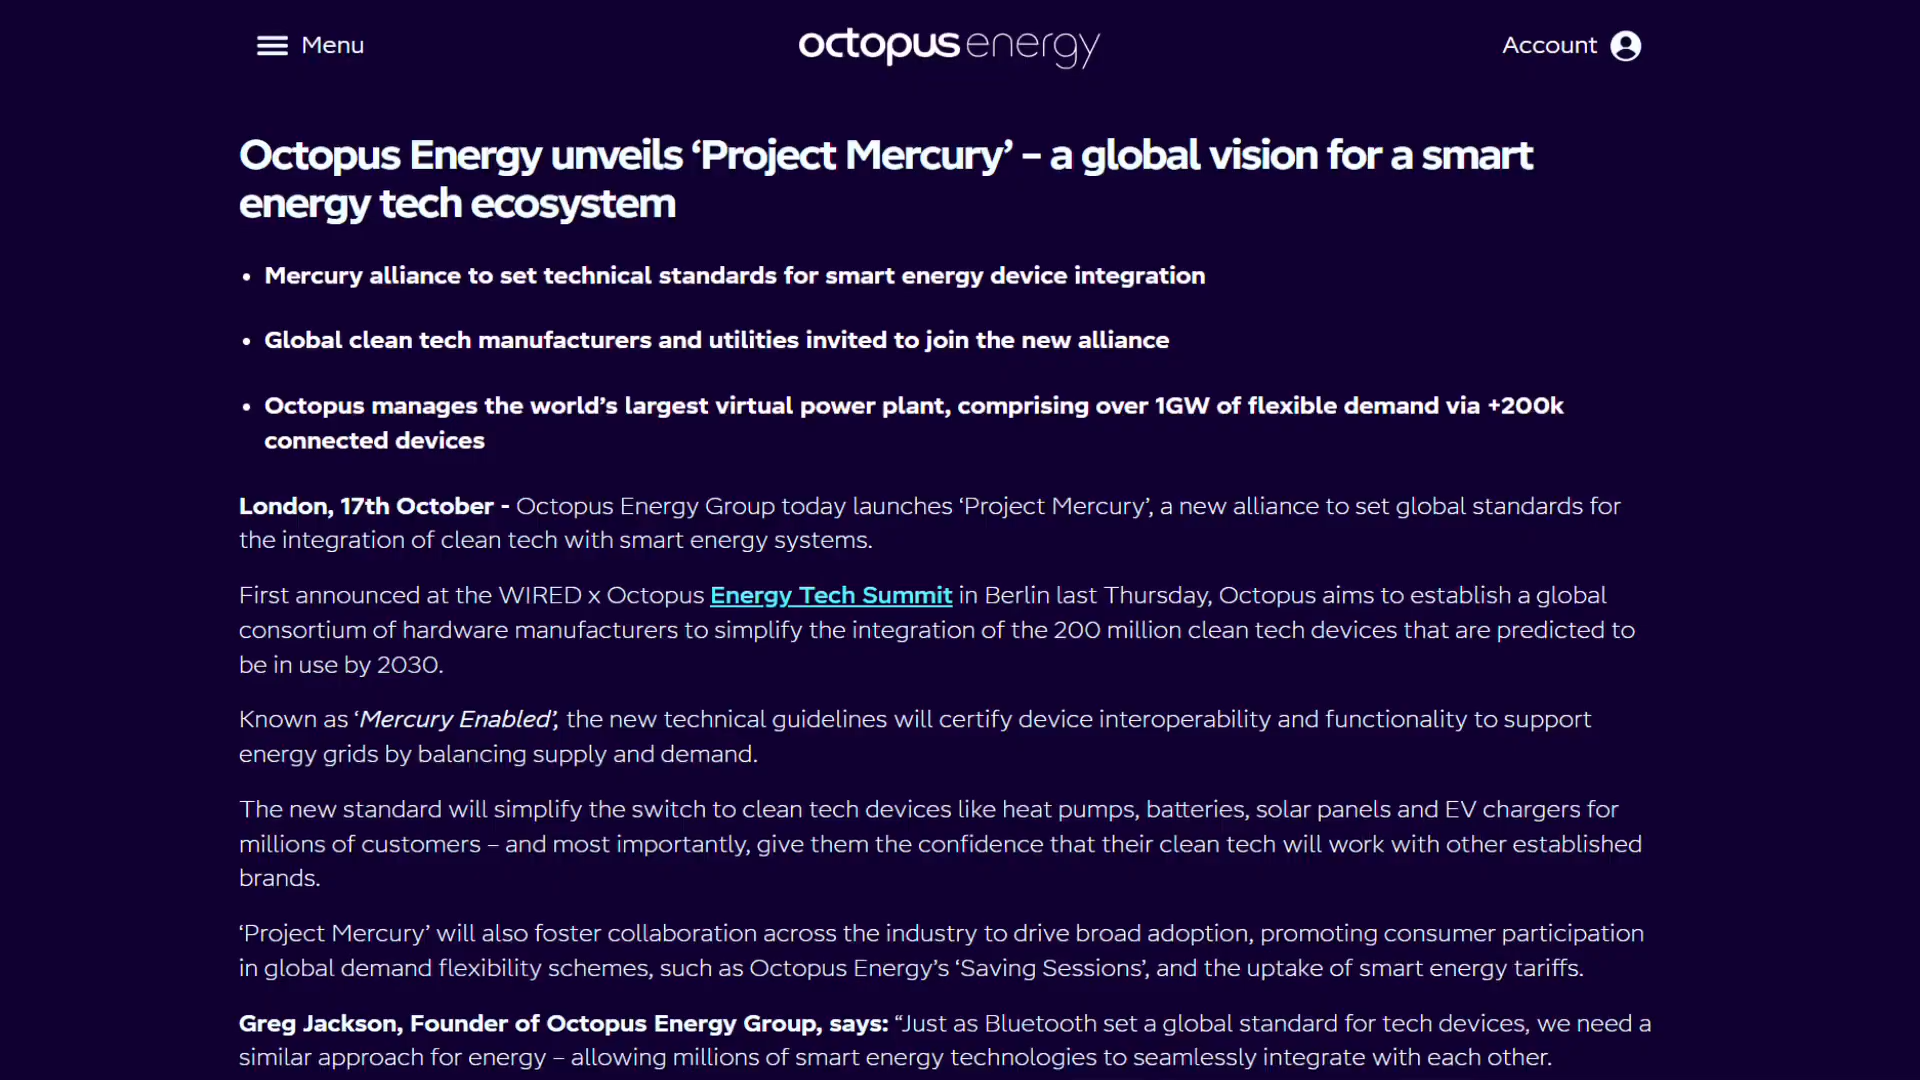 Menu
octopusenergy
Account
Octopus Energy unveils ‘Project Mercury’ – a global vision for a smart
energy tech ecosystem
• Mercury alliance to set technical standards for smart energy device integration
• Global clean tech manufacturers and utilities invited to join the new alliance
• Octopus manages the world’s largest virtual power plant, comprising over 1GW of flexible demand via +200k
connected devices
London, 17th October - Octopus Energy Group today launches ‘Project Mercury’, a new alliance to set global standards for
the integration of clean tech with smart energy systems.
First announced at the WIRED x Octopus Energy Tech Summit in Berlin last Thursday, Octopus aims to establish a global
consortium of hardware manufacturers to simplify the integration of the 200 million clean tech devices that are predicted to
be in use by 2030.
Known as ‘Mercury Enabled’, the new technical guidelines will certify device interoperability and functionality to support
energy grids by balancing supply and demand.
The new standard will simplify the switch to clean tech devices like heat pumps, batteries, solar panels and EV chargers for
millions of customers – and most importantly, give them the confidence that their clean tech will work with other established
brands.
‘Project Mercury’ will also foster collaboration across the industry to drive broad adoption, promoting consumer participation
in global demand flexibility schemes, such as Octopus Energy’s ‘Saving Sessions’, and the uptake of smart energy tariffs.
Greg Jackson, Founder of Octopus Energy Group, says: “Just as Bluetooth set a global standard for tech devices, we need a
similar approach for energy – allowing millions of smart energy technologies to seamlessly integrate with each other.